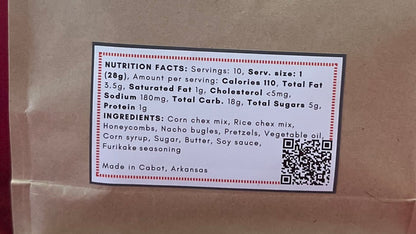 NUTRITION FACTS: Servings: 10, Serv. size: 1
(28g), Amount per serving: Calories 110, Total Fat
3.5g, Saturated Fat 1g, Cholesterol <5mg,
Sodium 180mg, Total Carb. 18g, Total Sugars 5g,
Protein 1g
INGREDIENTS: Corn chex mix, Rice chex mix,
Honeycombs, Nacho bugles, Pretzels, Vegetable oil,
Corn syrup, Sugar, Butter, Soy sauce,
Furikake seasoning
Made in Cabot, Arkansas